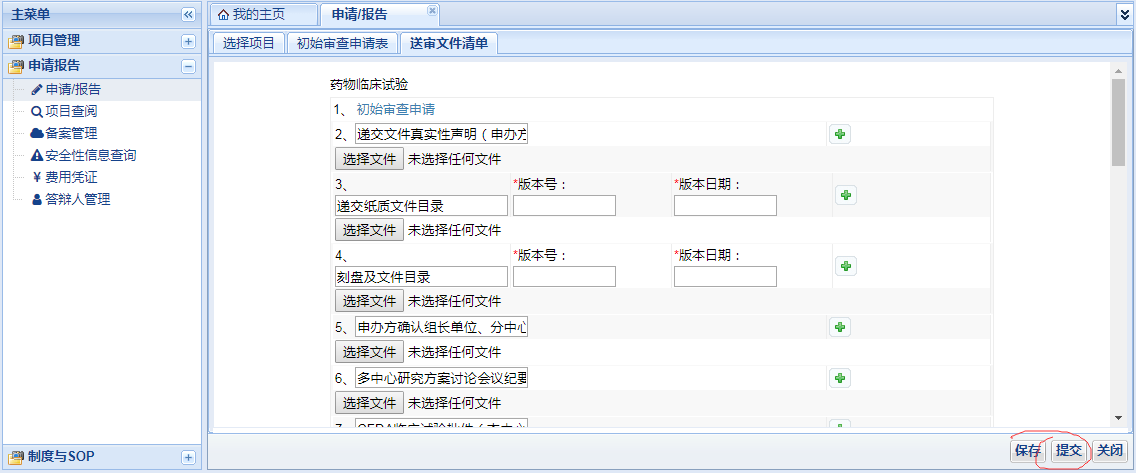 主菜单
我的主页
申请/报告
项目管理
申请报告
申请/报告
项目查阅
备案管理
安全性信息查询
¥ 费用凭证
答辩人管理
制度与SOP
选择项目
初始审查申请表
送审文件清单
药物临床试验
1、 初始审查申请
2、 递交文件真实性声明（申办方
选择文件 未选择任何文件
3、 *版本号： *版本日期：
递交纸质文件目录
选择文件 未选择任何文件
4、 *版本号： *版本日期：
刻盘及文件目录
选择文件 未选择任何文件
5、 申办方确认组长单位、分中心
选择文件 未选择任何文件
6、 多中心研究方案讨论会议纪要
选择文件 未选择任何文件
保存 提交 关闭